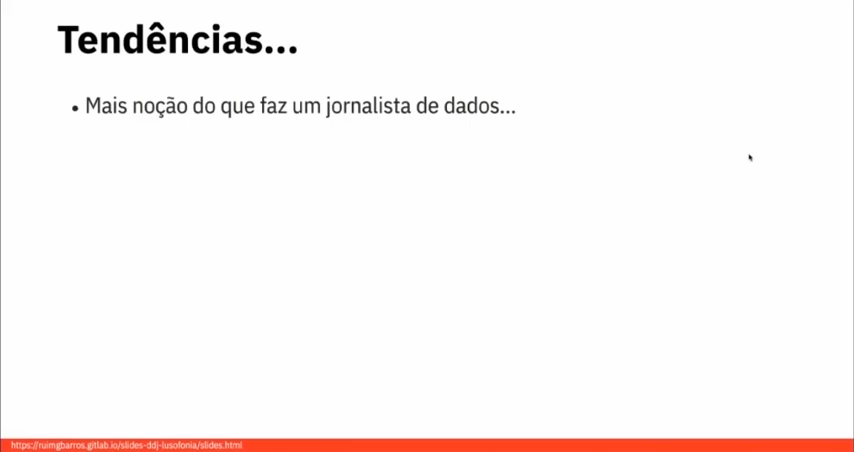 Tendências...
• Mais noção do que faz um jornalista de dados...
https://ruimgbarros.gitlab.io/slides-ddj-lusofonia/slides.html